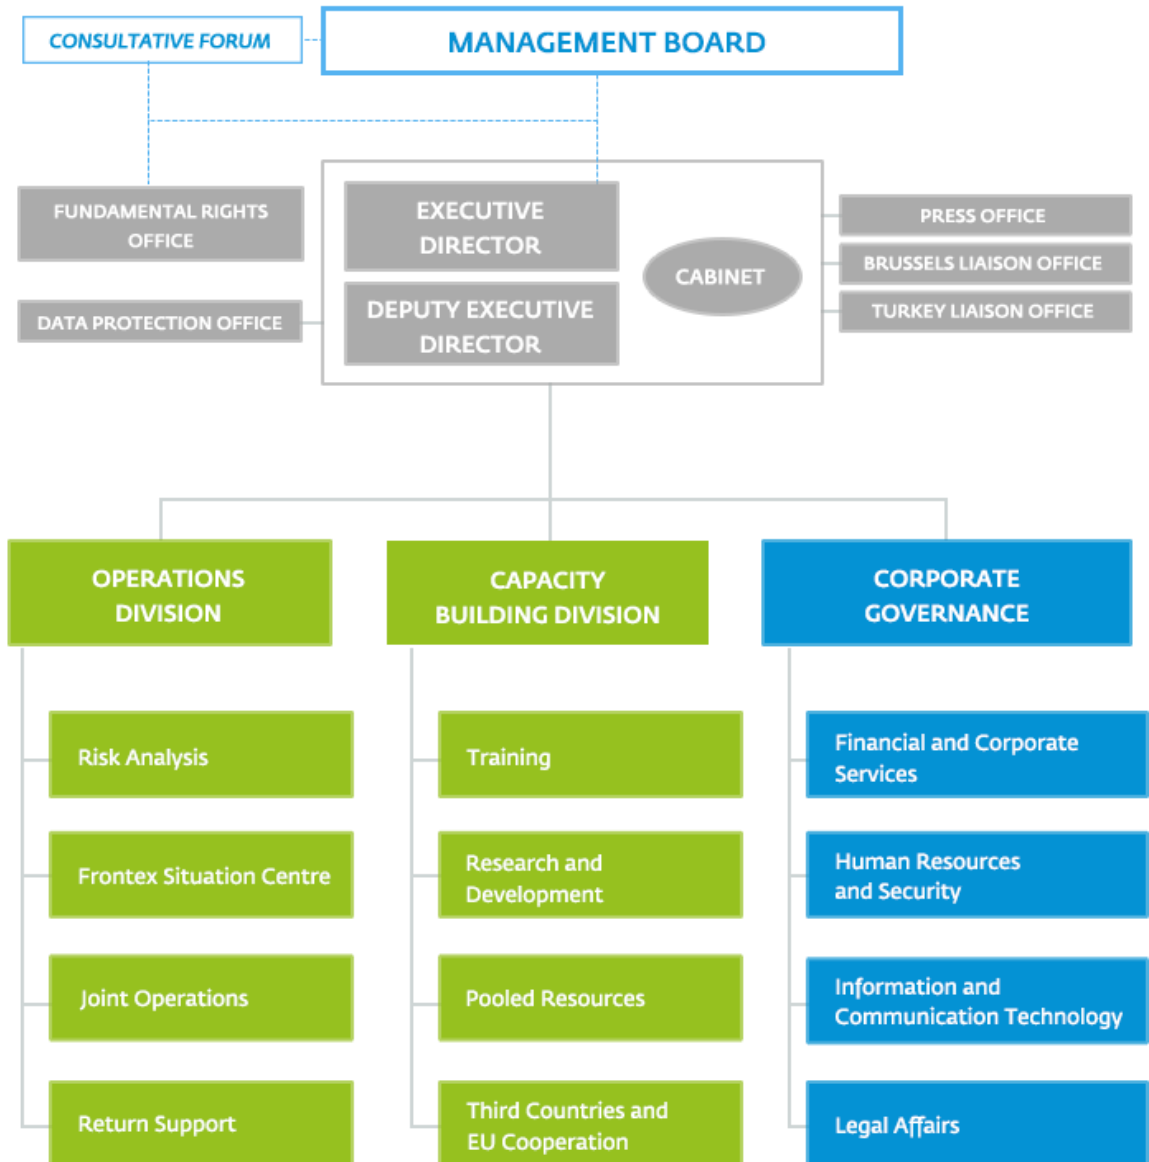 CONSULTATIVE FORUM
MANAGEMENT BOARD
FUNDAMENTAL RIGHTS
OFFICE
DATA PROTECTION OFFICE
EXECUTIVE
DIRECTOR
DEPUTY EXECUTIVE
DIRECTOR
CABINET
PRESS OFFICE
BRUSSELS LIAISON OFFICE
TURKEY LIAISON OFFICE
OPERATIONS
DIVISION
Risk Analysis
Frontex Situation Centre
Joint Operations
Return Support
CAPACITY
BUILDING DIVISION
Training
Research and
Development
Pooled Resources
Third Countries and
EU Cooperation
CORPORATE
GOVERNANCE
Financial and Corporate
Services
Human Resources
and Security
Information and
Communication Technology
Legal Affairs